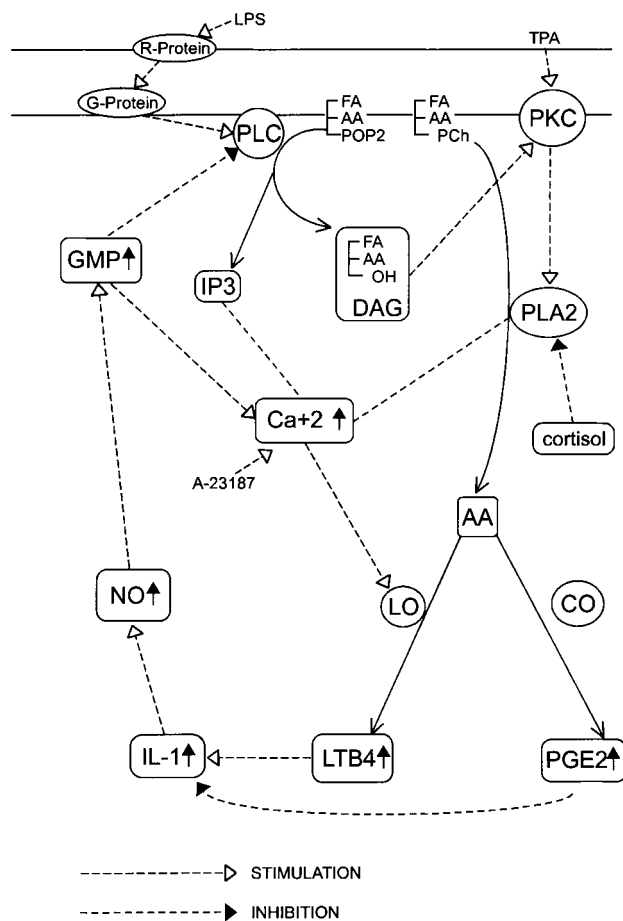 LPS
R-Protein
TPA
G-Protein
PLC
FA
AA
POP2
FA
AA
PCh
PKC
GMP
IP3
FA
AA
OH
DAG
PLA2
Ca+2
cortisol
A-23187
AA
NO
LO
CO
IL-1
LTB4
PGE2
STIMULATION
INHIBITION